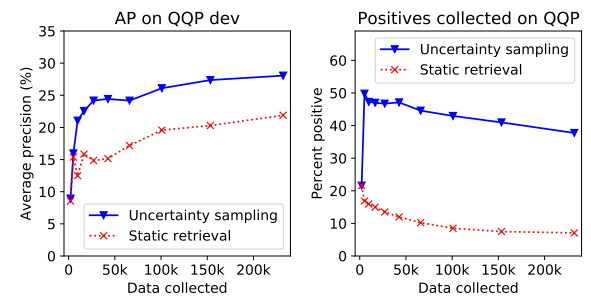 AP on QQP dev
Average precision (%)
35
30
25
20
15
10
5
0
Uncertainty sampling
Static retrieval
0 50k 100k 150k 200k
Data collected
Positives collected on QQP
Percent positive
60
50
40
30
20
10
0
Uncertainty sampling
Static retrieval
0 50k 100k 150k 200k
Data collected